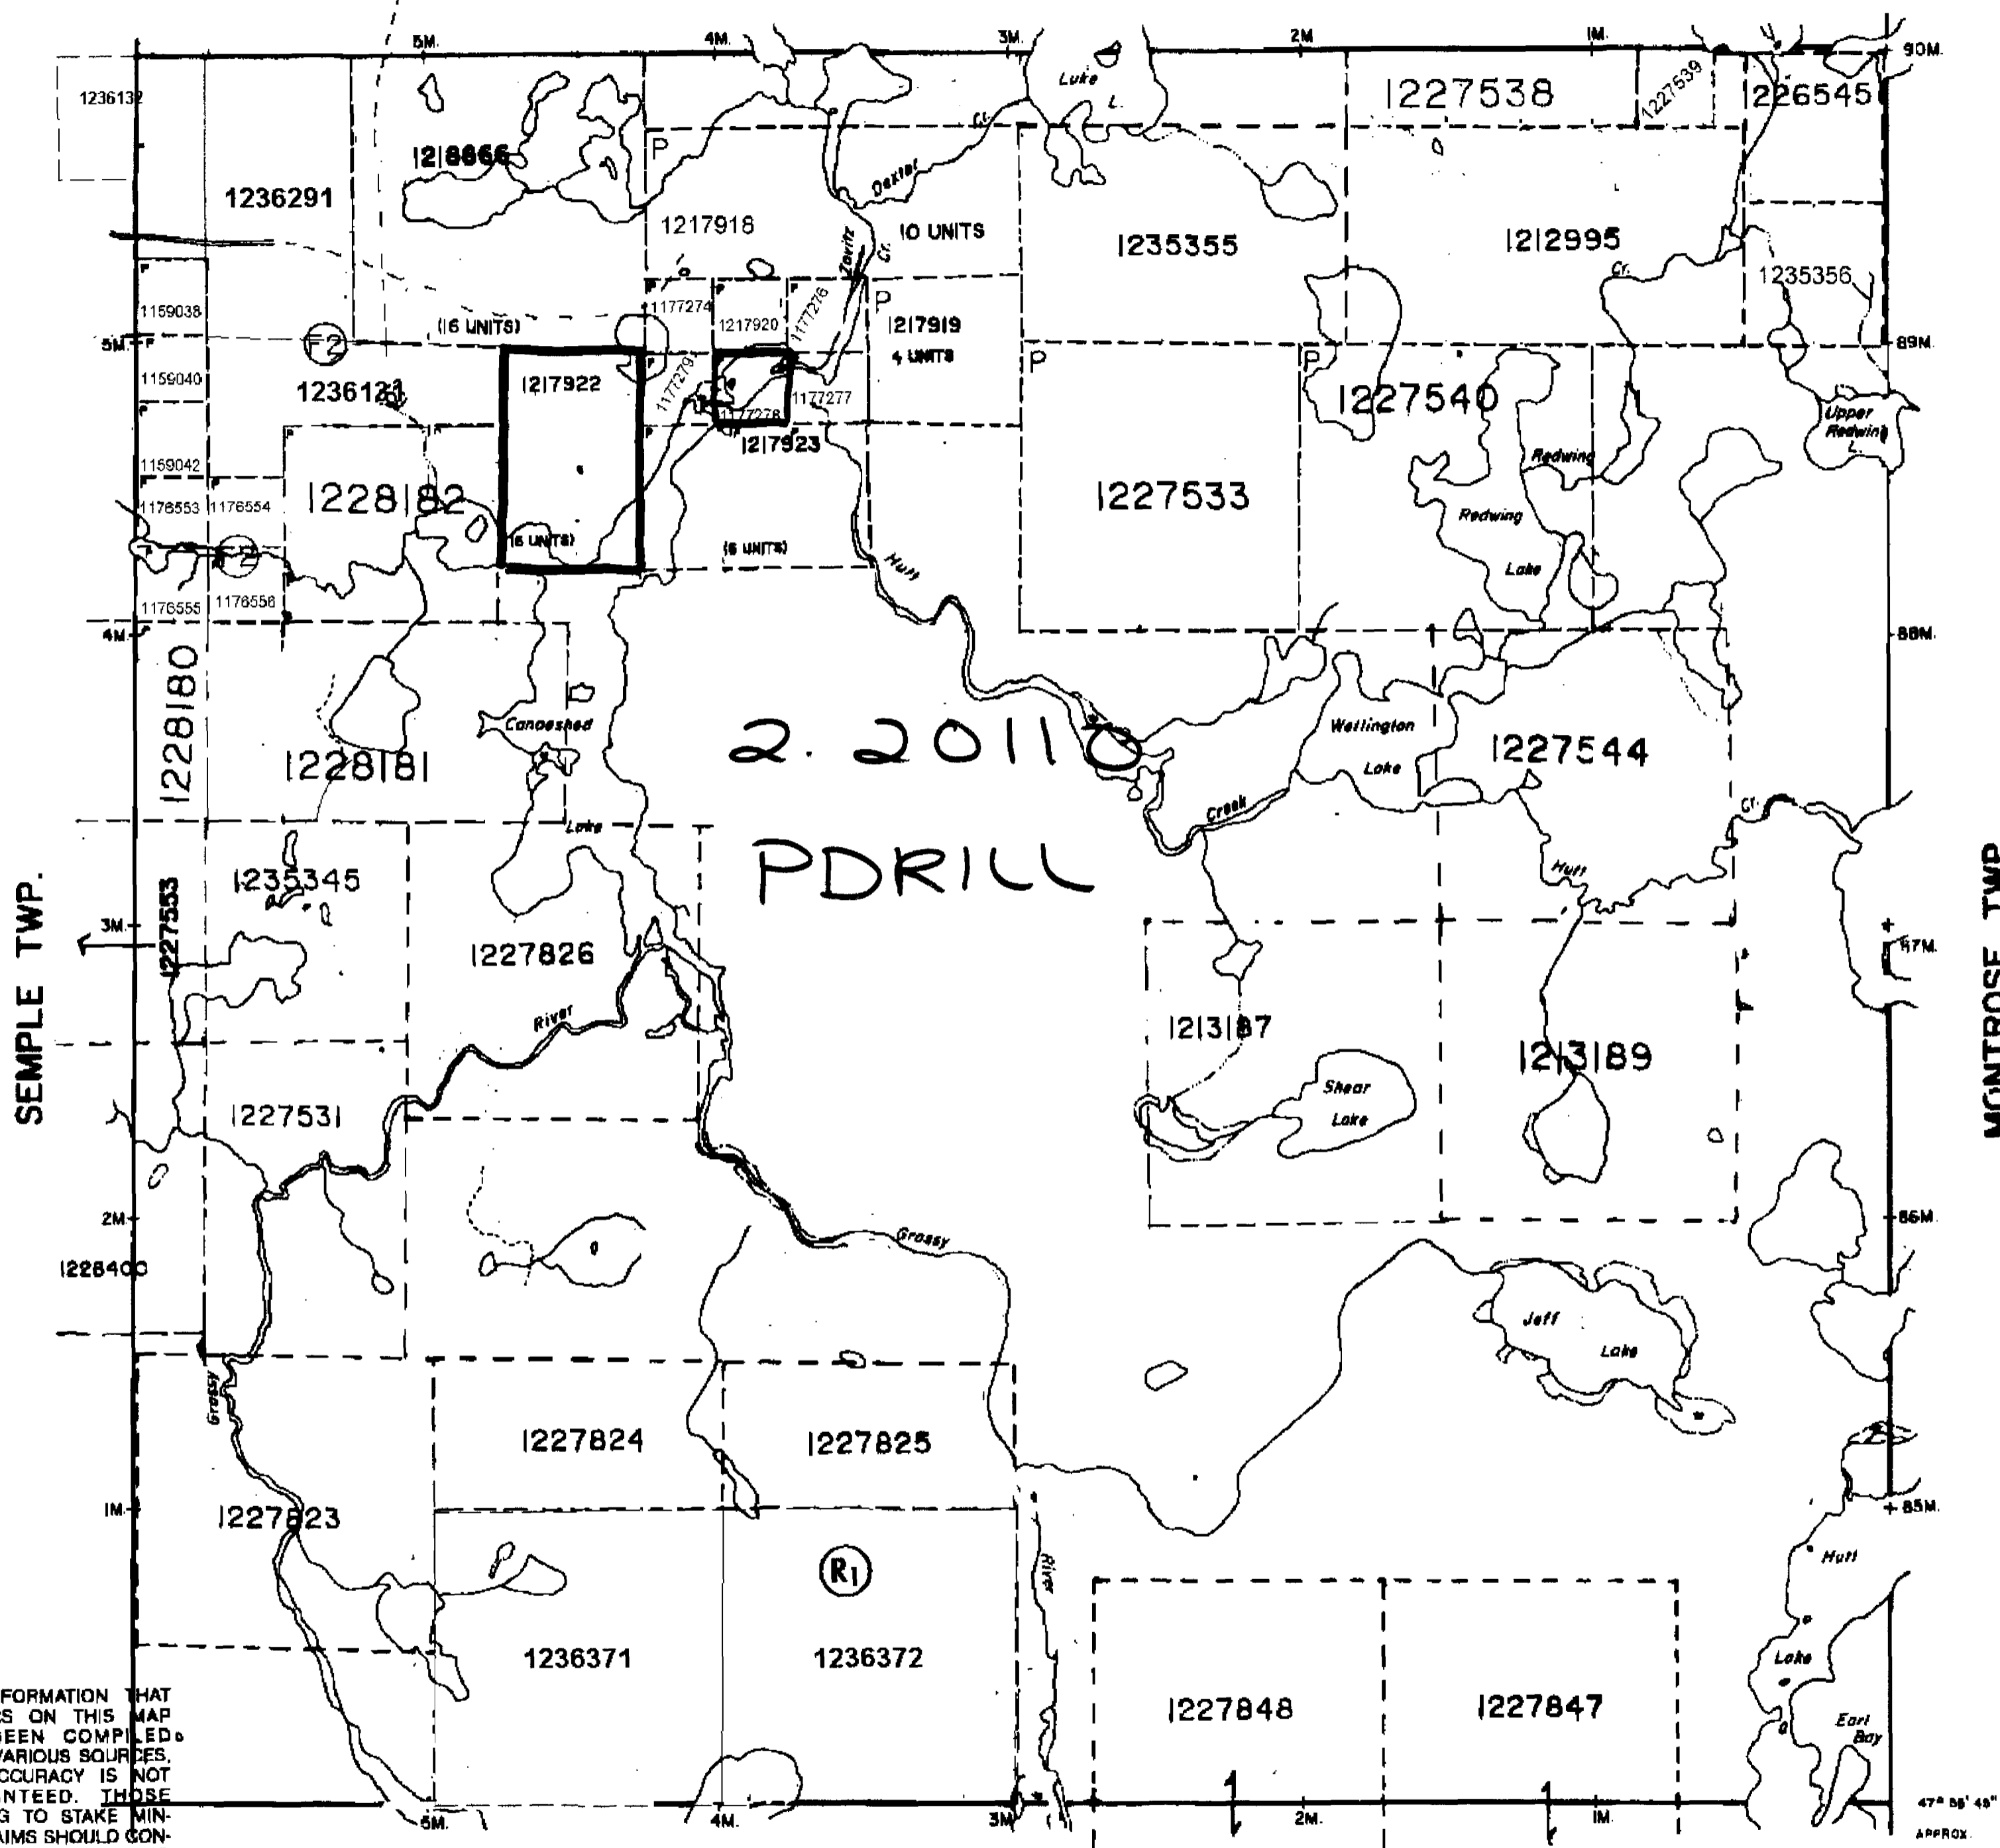 5M.
4M.
3M.
2M
1M.
90M.
1236132
Luke
L.
1227538
1227539
1226545
1218866
P
Cr.
Dexter
1236291
1217918
10 UNITS
Zavitz
Cr.
1235355
1212995
Cr.
1235356
1159038
(16 UNITS)
1177274
1217920
1177276
P
1217919
4 UNITS
5M.
F2
89M.
1159040
1236121
1217922
1177279
1177278
1177277
P
P
1227540
Upper
Redwing
L.
1217923
1159042
1176553
1176554
1228182
(6 UNITS)
(6 UNITS)
1227533
Redwing
Redwing
Lake
Hutt
1176555
1176556
4M.
88M.
1228180
Canoeshed
2. 20110
Wellington
Lake
1227544
1228181
Creek
Cr.
Lake
PDRILL
Hutt
SEMPLE TWP.
1227553
1235345
3M.
1227826
87M.
MONTROSE TWP.
River
1213187
1213189
Shear
Lake
1227531
2M
86M.
Grassy
1228400
Jeff
Lake
Grassy
1227824
1227825
1M.
85M.
1227823
R1
River
Hutt
1236371
1236372
Lake
1227848
1227847
Earl
Bay
FORMATION THAT
ON THIS MAP
BEEN COMPILED
VARIOUS SOURCES.
ACCURACY IS NOT
THOSE
TO STAKE MIN-
SHOULD CON-
5M.
4M.
3M
2M.
1M.
47° 55' 45"
APPROX.